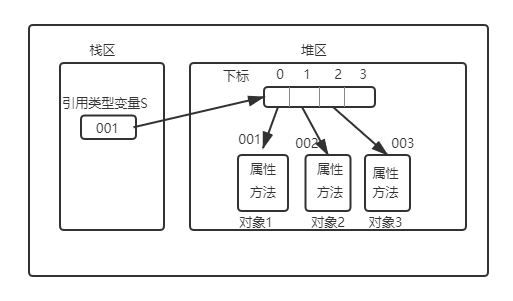 栈区
堆区
下标 0 1 2 3
引用类型变量S
001
001
002
003
属性
方法
属性
方法
属性
方法
对象1
对象2
对象3